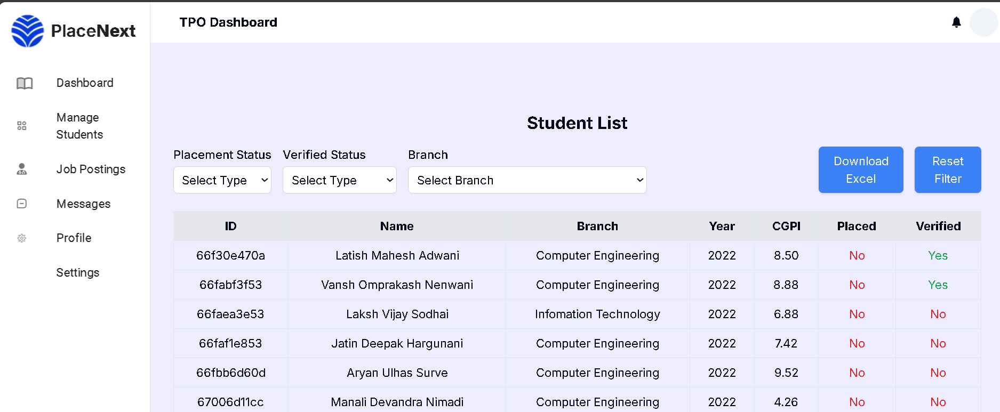 PlaceNext
TPO Dashboard
Dashboard
Manage
Students
Job Postings
Messages
Profile
Settings
Student List
Placement Status Verified Status Branch
Select Type Select Type Select Branch
Download
Excel
Reset
Filter
ID Name Branch Year CGPI Placed Verified
66f30e470a Latish Mahesh Adwani Computer Engineering 2022 8.50 No Yes
66fabf3f53 Vansh Omprakash Nenwani Computer Engineering 2022 8.88 No Yes
66faea3e53 Laksh Vijay Sodhai Infomation Technology 2022 6.88 No No
66faf1e853 Jatin Deepak Hargunani Computer Engineering 2022 7.42 No No
66fbb6d60d Aryan Ulhas Surve Computer Engineering 2022 9.52 No No
67006d11cc Manali Devandra Nimadi Computer Engineering 2022 4.26 No No